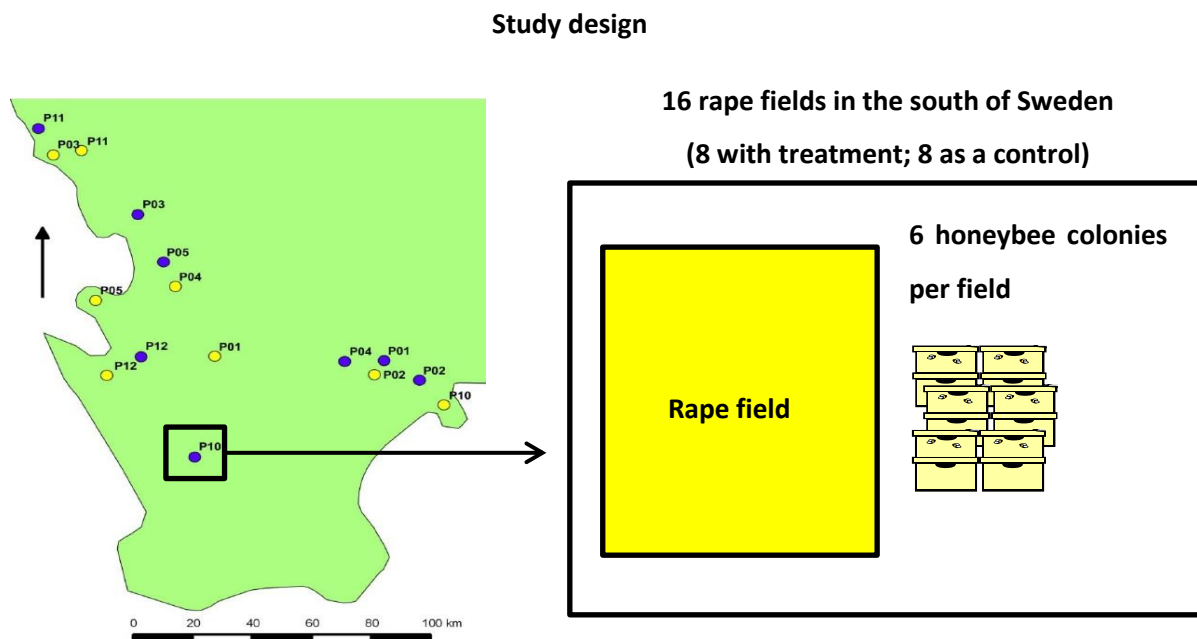 Study design
16 rape fields in the south of Sweden
(8 with treatment; 8 as a control)
P11
P03
P11
P03
P05
P04
P05
P12
P01
P04
P01
P12
P02
P02
P10
P10
0 20 40 60 80 100 km
6 honeybee colonies
per field
Rape field